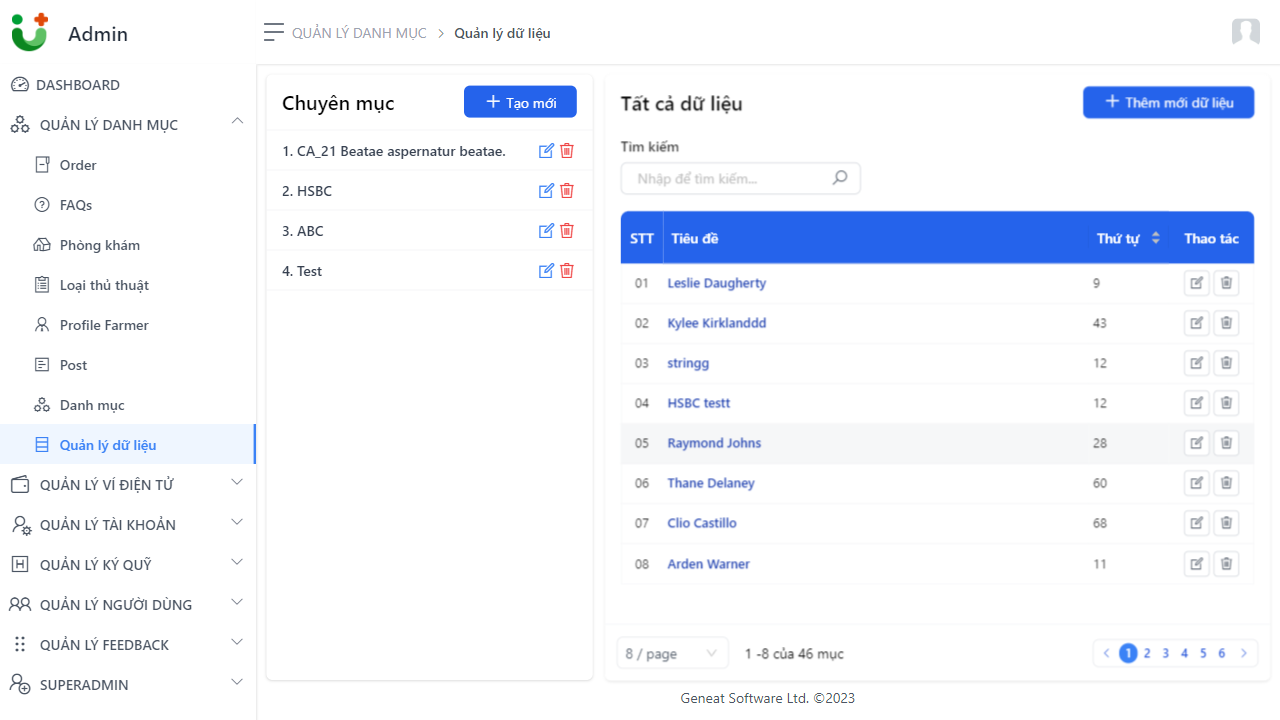 Admin
QUẢN LÝ DANH MỤC > Quản lý dữ liệu
DASHBOARD
QUẢN LÝ DANH MỤC
Order
FAQs
Phòng khám
Loại thủ thuật
Profile Farmer
Post
Danh mục
Quản lý dữ liệu
QUẢN LÝ VÍ ĐIỆN TỬ
QUẢN LÝ TÀI KHOẢN
QUẢN LÝ KÝ QUỸ
QUẢN LÝ NGƯỜI DÙNG
QUẢN LÝ FEEDBACK
SUPERADMIN
Chuyên mục
Tạo mới
1. CA_21 Beatae aspernatur beatae.
2. HSBC
3. ABC
4. Test
Tất cả dữ liệu
Thêm mới dữ liệu
Tìm kiếm
Nhập để tìm kiếm...
STT Tiêu đề Thứ tự Thao tác
01 Leslie Daugherty 9
02 Kylee Kirklanddd 43
03 stringg 12
04 HSBC testt 12
05 Raymond Johns 28
06 Thane Delaney 60
07 Clio Castillo 68
08 Arden Warner 11
8 / page 1 -8 của 46 mục < 1 2 3 4 5 6 >
Geneat Software Ltd. ©2023